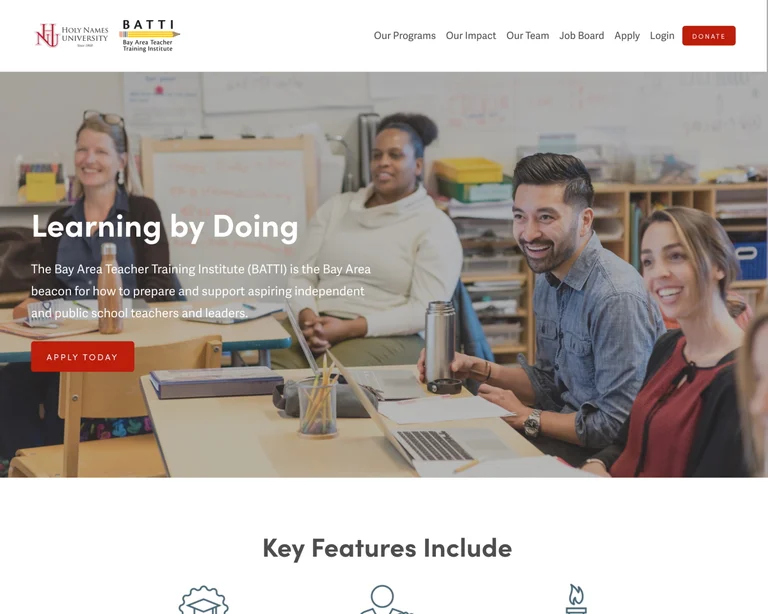 HNU
HOLY NAMES
UNIVERSITY
Since 1868
BATTI
Bay Area Teacher
Training Institute
Our Programs
Our Impact
Our Team
Job Board
Apply
Login
DONATE
Learning by Doing
The Bay Area Teacher Training Institute (BATTI) is the Bay Area
beacon for how to prepare and support aspiring independent
and public school teachers and leaders.
APPLY TODAY
Key Features Include